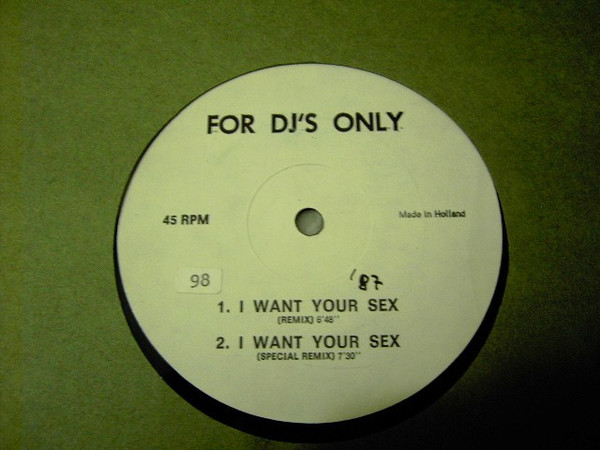 FOR DJ'S ONLY
45 RPM
Made in Holland
98
'87
1. I WANT YOUR SEX
(REMIX) 6'48''
2. I WANT YOUR SEX
(SPECIAL REMIX) 7'30''